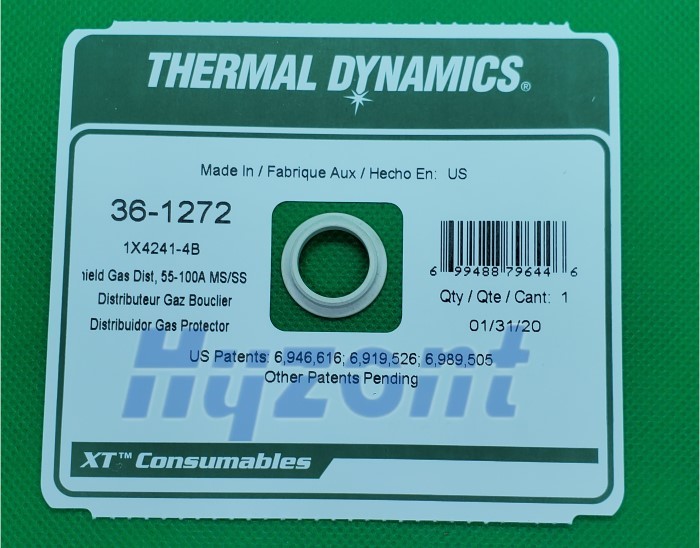 THERMAL DYNAMICS®
Made In / Fabrique Aux / Hecho En: US
36-1272
1X4241-4B
Gas Dist, 55-100A MS/SS
Distributeur Gaz Bouclier
Distribuidor Gas Protector
6 99488 79644 6
Qty / Qte / Cant: 1
01/31/20
US Patents: 6,946,616; 6,919,526; 6,989,505
Other Patents Pending
Hyzont
XT™ Consumables